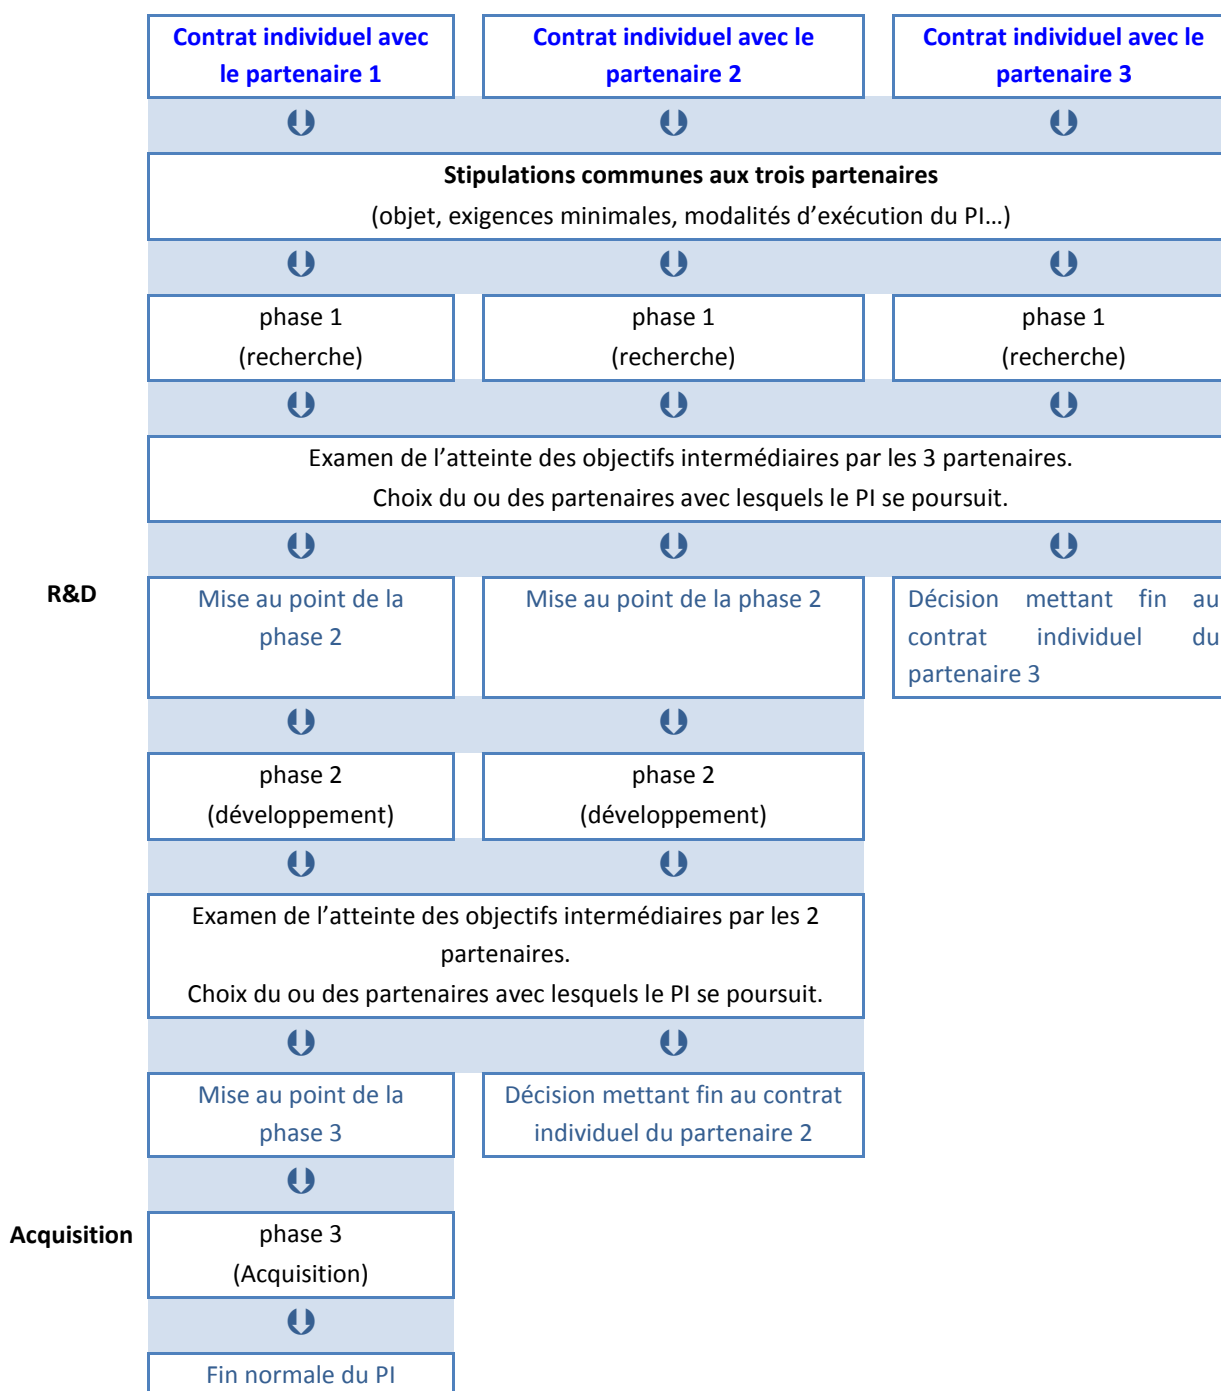 Contrat individuel avec
le partenaire 1
Contrat individuel avec le
partenaire 2
Contrat individuel avec le
partenaire 3
Stipulations communes aux trois partenaires
(objet, exigences minimales, modalités d’exécution du PI…)
phase 1
(recherche)
phase 1
(recherche)
phase 1
(recherche)
Examen de l’atteinte des objectifs intermédiaires par les 3 partenaires.
Choix du ou des partenaires avec lesquels le PI se poursuit.
R&D
Mise au point de la
phase 2
Mise au point de la phase 2
Décision mettant fin au
contrat individuel du
partenaire 3
phase 2
(développement)
phase 2
(développement)
Examen de l’atteinte des objectifs intermédiaires par les 2
partenaires.
Choix du ou des partenaires avec lesquels le PI se poursuit.
Mise au point de la
phase 3
Décision mettant fin au contrat
individuel du partenaire 2
Acquisition
phase 3
(Acquisition)
Fin normale du PI